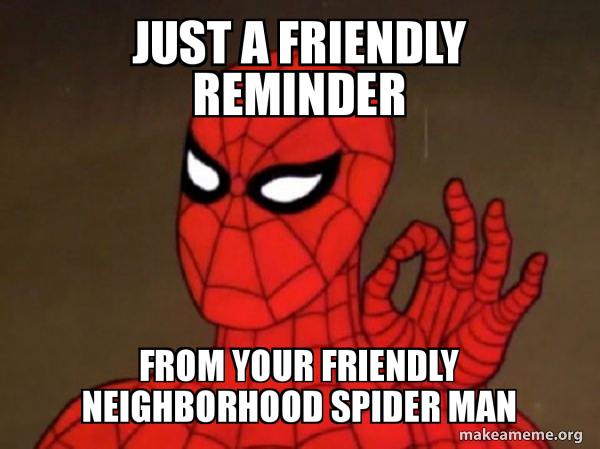 JUST A FRIENDLY
REMINDER
FROM YOUR FRIENDLY
NEIGHBORHOOD SPIDER MAN
makeameme.org